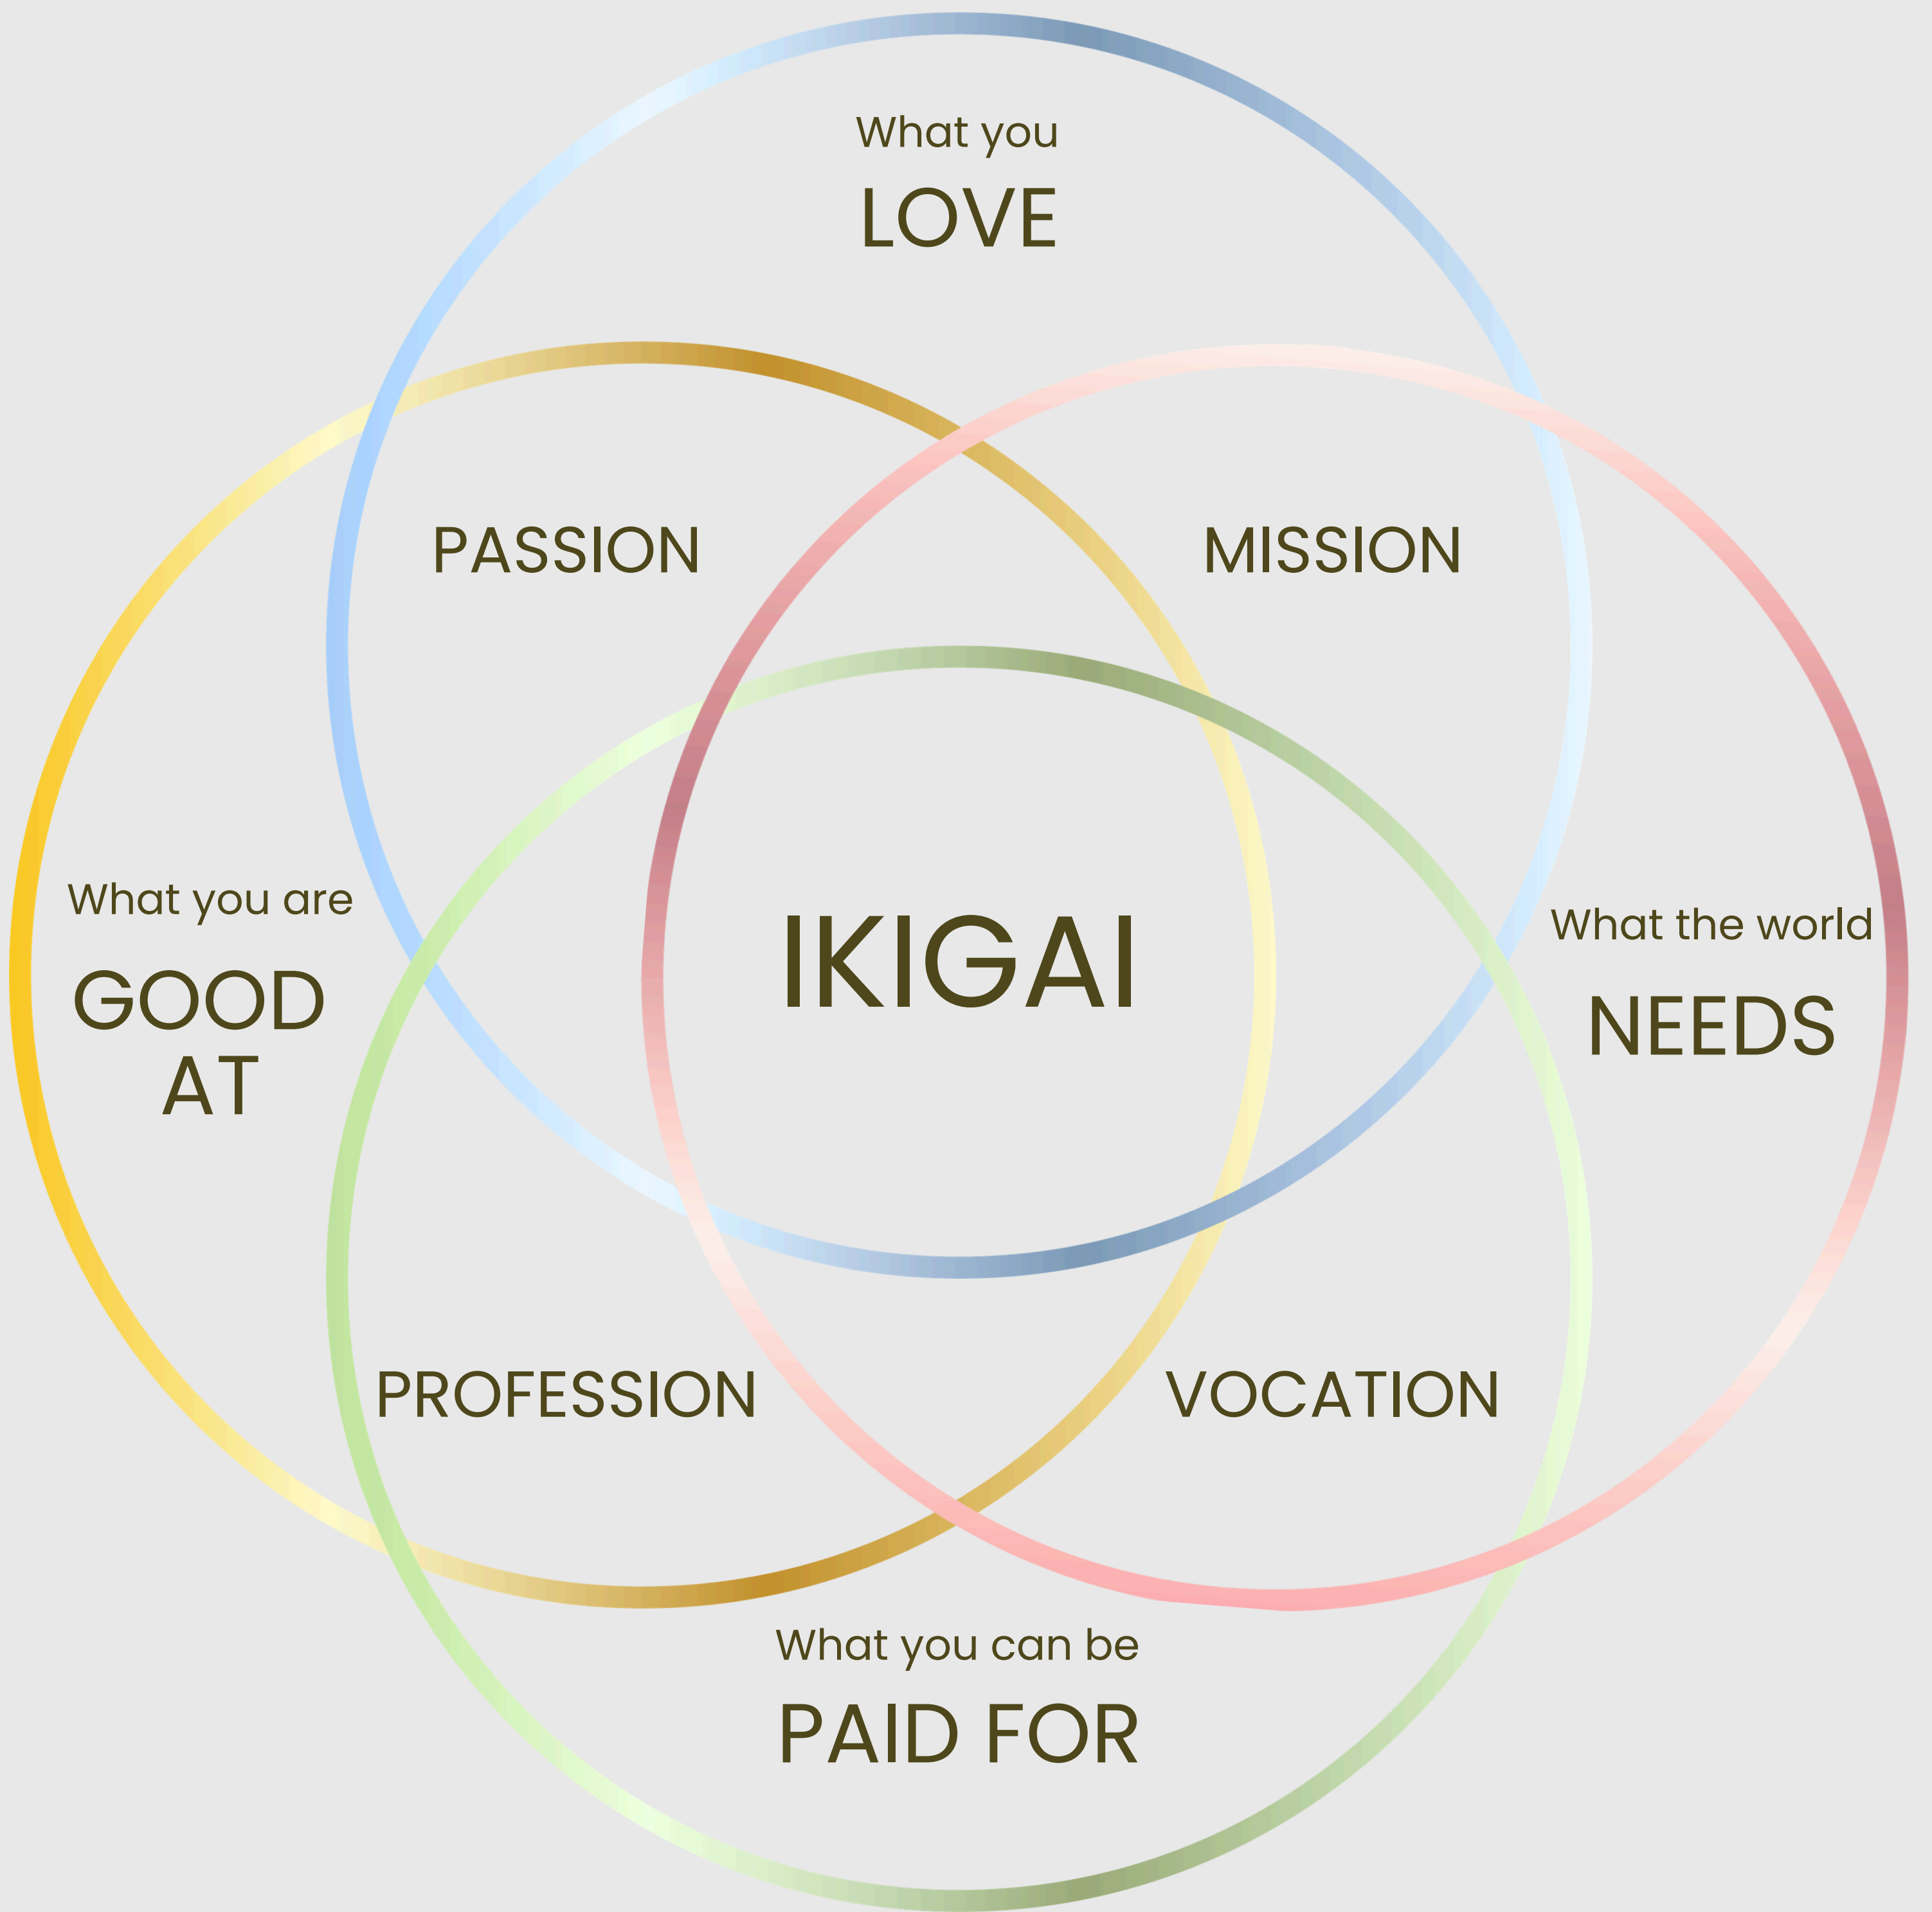 What you
LOVE
PASSION
MISSION
What you are
GOOD
AT
IKIGAI
What the world
NEEDS
PROFESSION
VOCATION
What you can be
PAID FOR